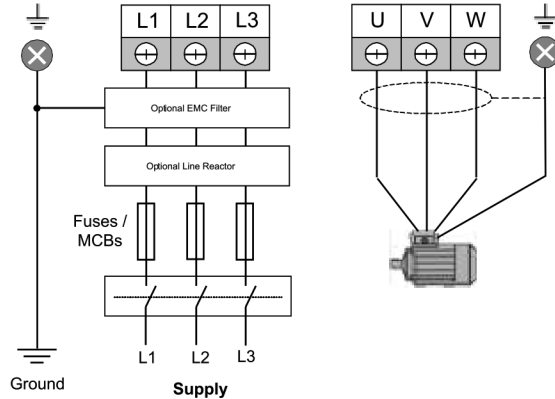 L1 L2 L3
U V W
Optional EMC Filter
Optional Line Reactor
Fuses /
MCBs
L1 L2 L3
Ground
Supply